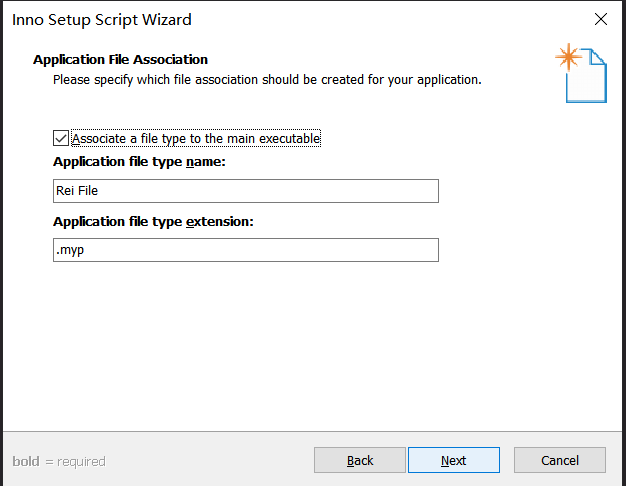 Inno Setup Script Wizard
Application File Association
Please specify which file association should be created for your application.
Associate a file type to the main executable
Application file type name:
Rei File
Application file type extension:
.myp
bold = required
Back
Next
Cancel